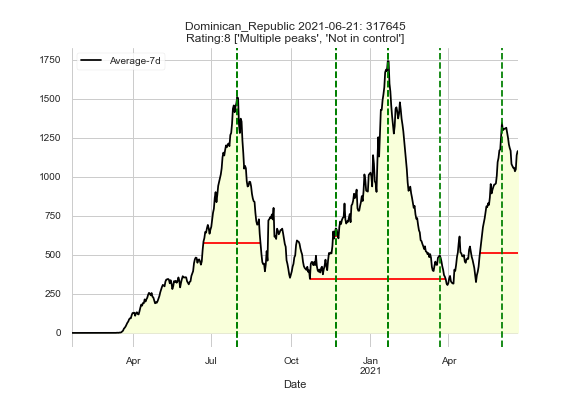 Dominican_Republic 2021-06-21: 317645
Rating:8 ['Multiple peaks', 'Not in control']
Average-7d
1750
1500
1250
1000
750
500
250
0
Apr
Jul
Oct
Jan
2021
Apr
Date